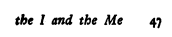 the I and the Me 47